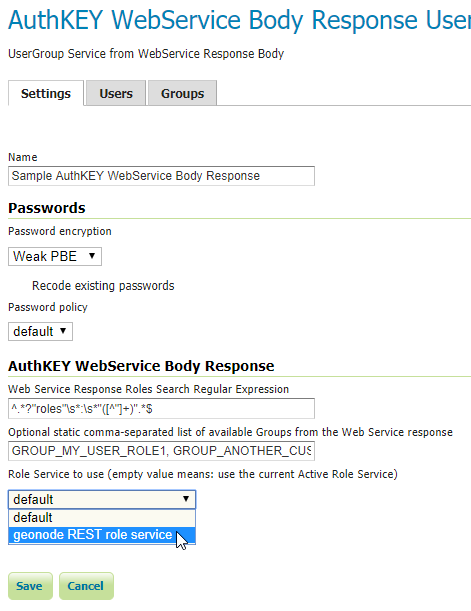 AuthKEY WebService Body Response User
UserGroup Service from WebService Response Body
Settings Users Groups
Name
Sample AuthKEY WebService Body Response
Passwords
Password encryption
Weak PBE
Recode existing passwords
Password policy
default
AuthKEY WebService Body Response
Web Service Response Roles Search Regular Expression
^.*?"roles"\s*:\s*"([^"]+)".*$
Optional static comma-separated list of available Groups from the Web Service response
GROUP_MY_USER_ROLE1, GROUP_ANOTHER_CUS
Role Service to use (empty value means: use the current Active Role Service)
default
default
geonode REST role service
Save Cancel